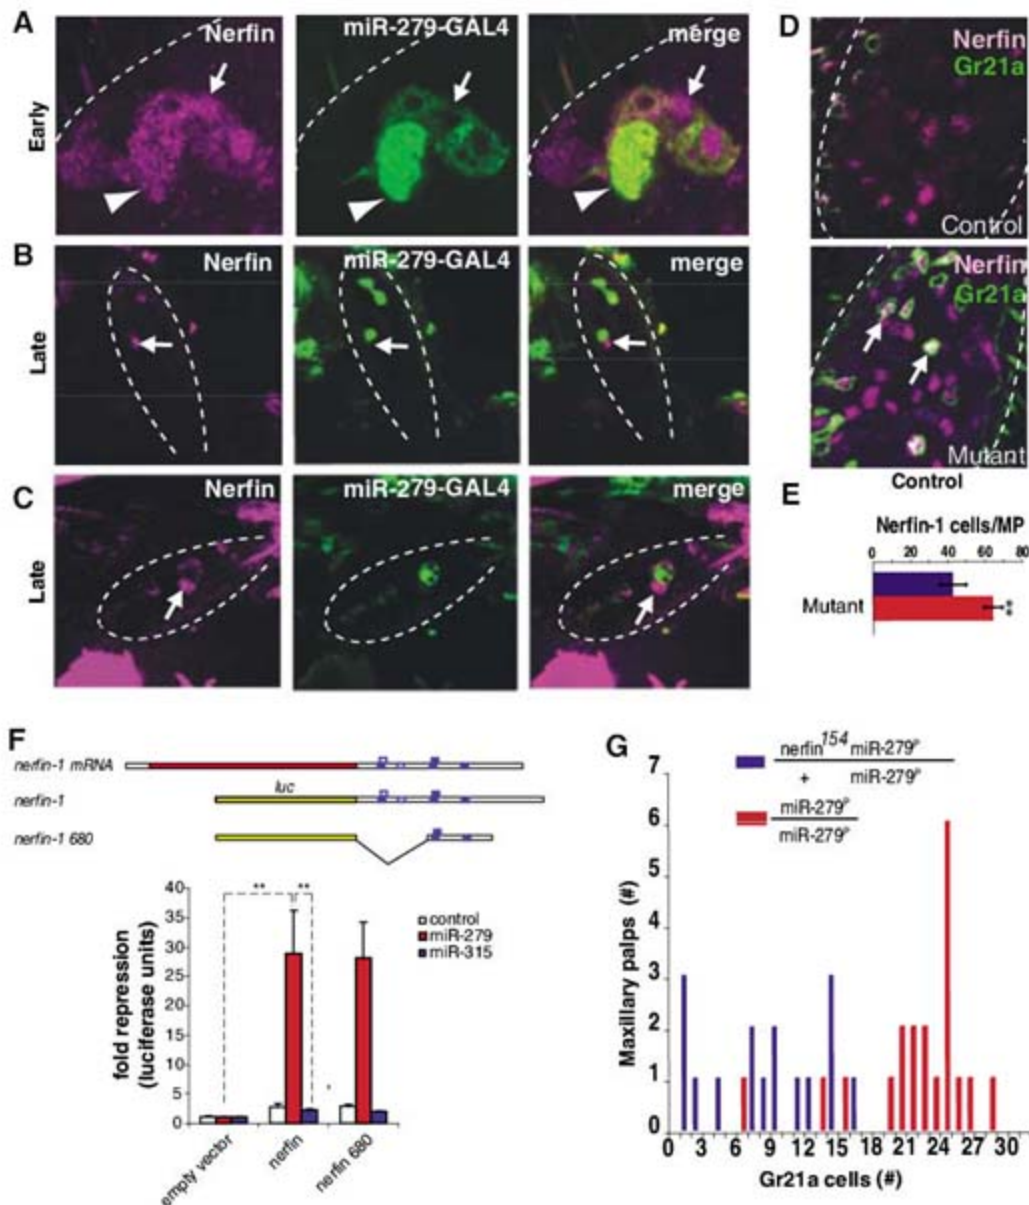 A
Nerfin
miR-279-GAL4
merge
Early
B
Nerfin
miR-279-GAL4
merge
Late
C
Nerfin
miR-279-GAL4
merge
Late
D
Nerfin
Gr21a
Control
Nerfin
Gr21a
Mutant
Control
E
Nerfin-1 cells/MP
0 20 40 60 80
Mutant
**
F
nerfin-1 mRNA
luc
nerfin-1
nerfin-1 680
** **
40
35
30
25
20
15
10
5
0
fold repression
(luciferase units)
control
miR-279
miR-315
empty vector
nerfin
nerfin 680
G
nerfin154 miR-279P
+ miR-279P
miR-279P
miR-279P
7
6
5
4
3
2
1
0
Maxillary palps (#)
0 3 6 9 12 15 18 21 24 27 30
Gr21a cells (#)